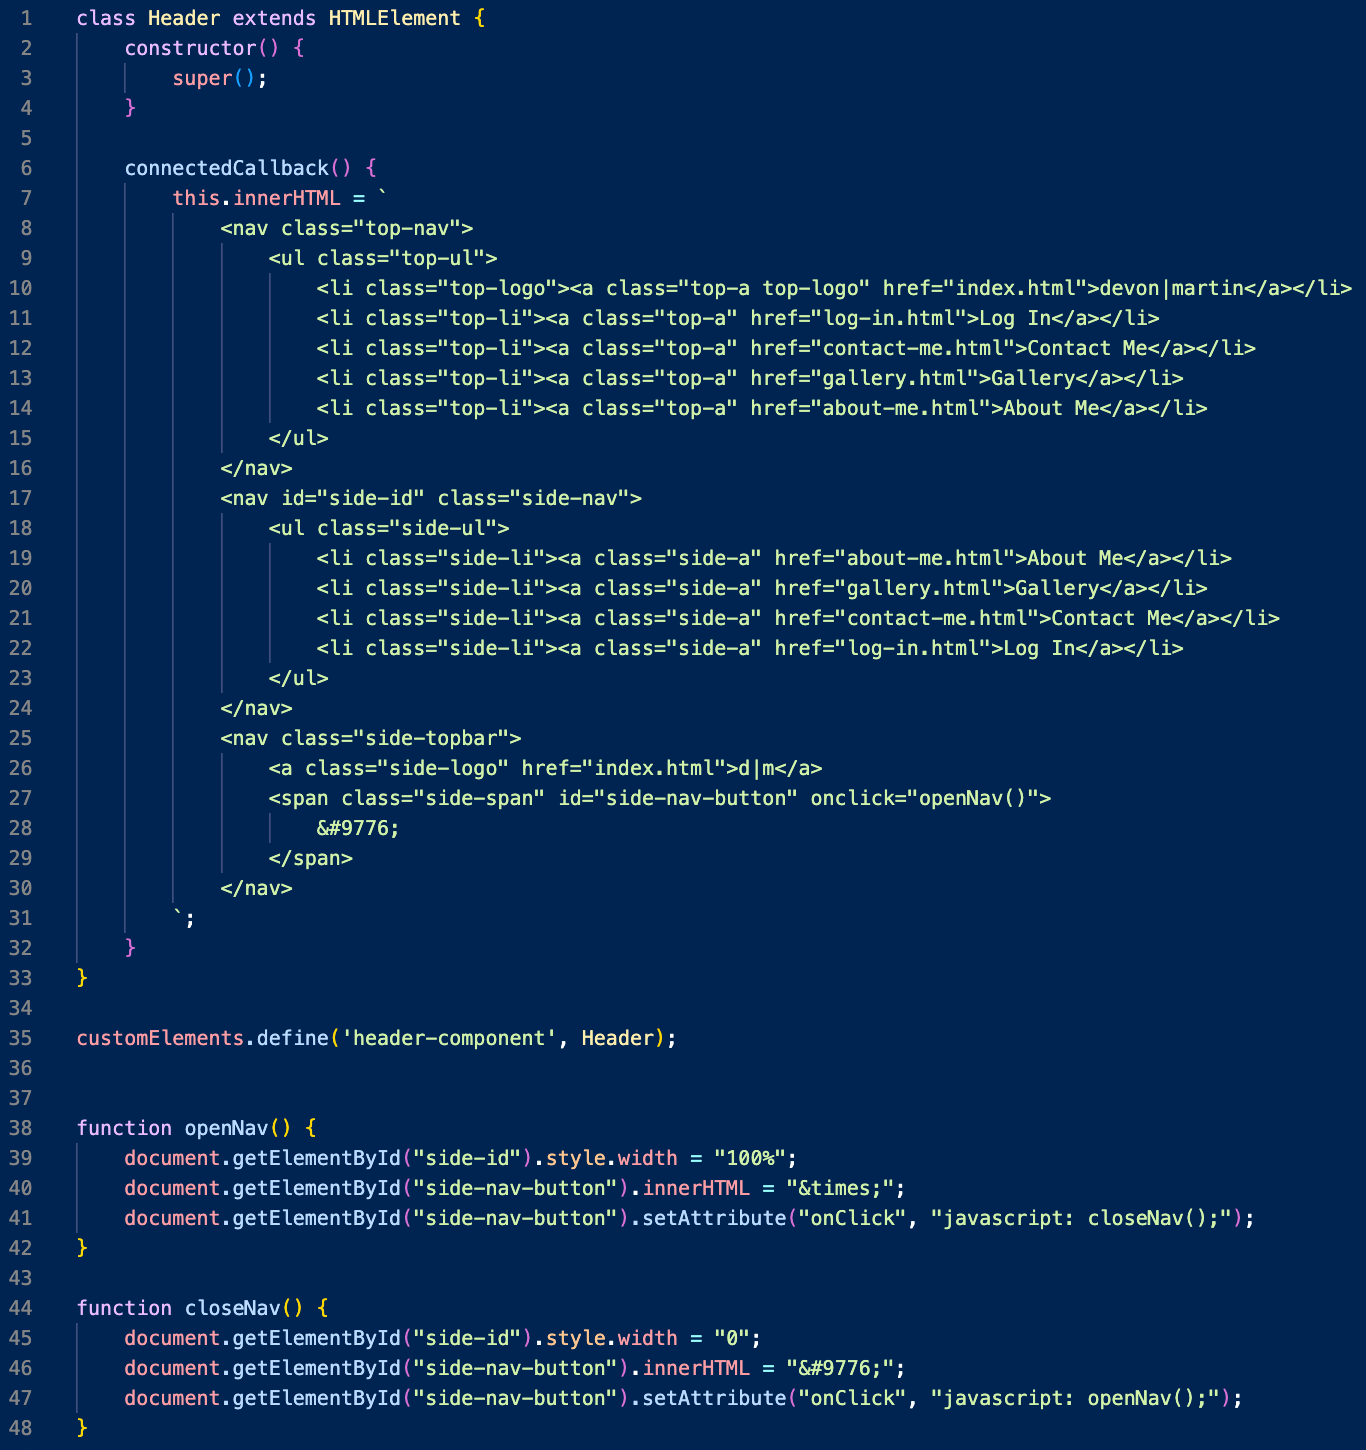 1 class Header extends HTMLElement {
2 constructor() {
3 super();
4 }
5
6 connectedCallback() {
7 this.innerHTML = `
8 <nav class="top-nav">
9 <ul class="top-ul">
10 <li class="top-logo"><a class="top-a top-logo" href="index.html">devon|martin</a></li>
11 <li class="top-li"><a class="top-a" href="log-in.html">Log In</a></li>
12 <li class="top-li"><a class="top-a" href="contact-me.html">Contact Me</a></li>
13 <li class="top-li"><a class="top-a" href="gallery.html">Gallery</a></li>
14 <li class="top-li"><a class="top-a" href="about-me.html">About Me</a></li>
15 </ul>
16 </nav>
17 <nav id="side-id" class="side-nav">
18 <ul class="side-ul">
19 <li class="side-li"><a class="side-a" href="about-me.html">About Me</a></li>
20 <li class="side-li"><a class="side-a" href="gallery.html">Gallery</a></li>
21 <li class="side-li"><a class="side-a" href="contact-me.html">Contact Me</a></li>
22 <li class="side-li"><a class="side-a" href="log-in.html">Log In</a></li>
23 </ul>
24 </nav>
25 <nav class="side-topbar">
26 <a class="side-logo" href="index.html">d|m</a>
27 <span class="side-span" id="side-nav-button" onclick="openNav()">
28 &#9776;
29 </span>
30 </nav>
31 `;
32 }
33 }
34
35 customElements.define('header-component', Header);
36
37
38 function openNav() {
39 document.getElementById("side-id").style.width = "100%";
40 document.getElementById("side-nav-button").innerHTML = "&times;";
41 document.getElementById("side-nav-button").setAttribute("onClick", "javascript: closeNav();");
42 }
43
44 function closeNav() {
45 document.getElementById("side-id").style.width = "0";
46 document.getElementById("side-nav-button").innerHTML = "&#9776;";
47 document.getElementById("side-nav-button").setAttribute("onClick", "javascript: openNav();");
48 }